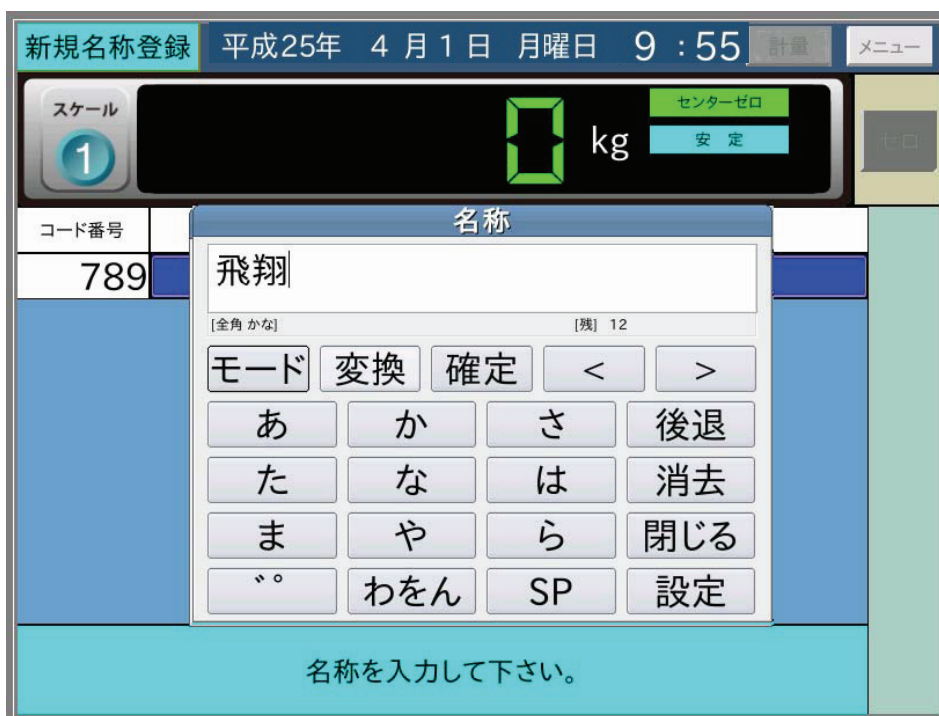 新規名称登録 平成25年 4月1日 月曜日 9:55 計量 メニュー
スケール
1
0 kg
センターゼロ
安定
ゼロ
コード番号
789
名称
飛翔
[全角 かな] [残] 12
モード 変換 確定 < >
あ か さ 後退
た な は 消去
ま や ら 閉じる
゛゜ わをん SP 設定
名称を入力して下さい。